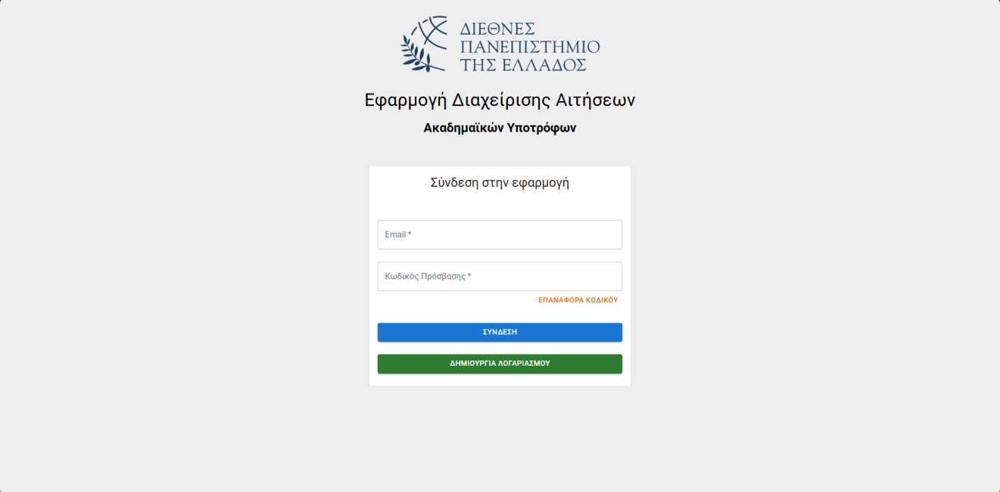 ΔΙΕΘΝΕΣ
ΠΑΝΕΠΙΣΤΗΜΙΟ
ΤΗΣ ΕΛΛΑΔΟΣ
Εφαρμογή Διαχείρισης Αιτήσεων
Ακαδημαϊκών Υποτρόφων
Σύνδεση στην εφαρμογή
Email *
Κωδικός Πρόσβασης *
ΕΠΑΝΑΦΟΡΑ ΚΩΔΙΚΟΥ
ΣΥΝΔΕΣΗ
ΔΗΜΙΟΥΡΓΙΑ ΛΟΓΑΡΙΑΣΜΟΥ